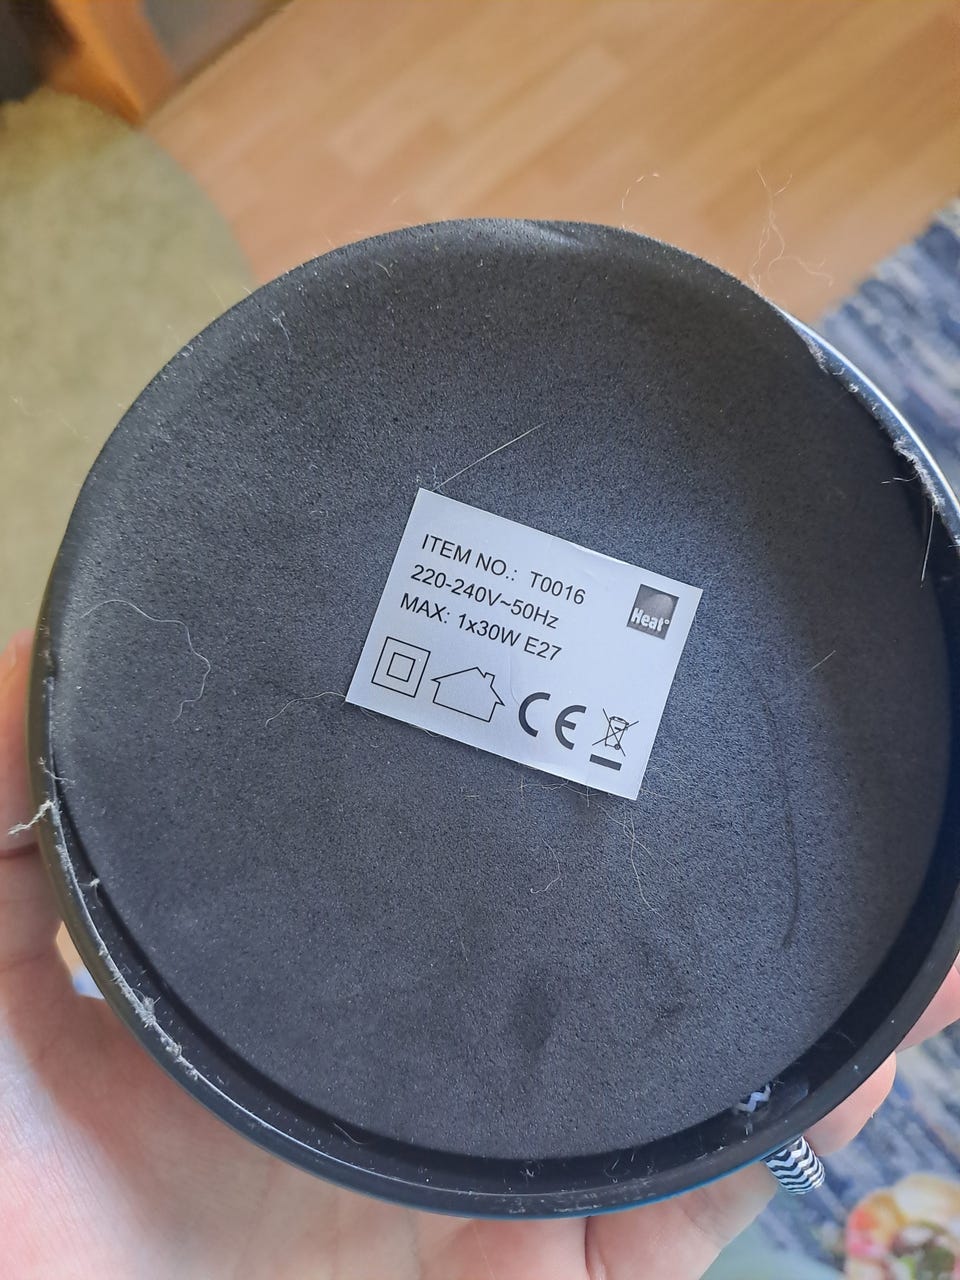 ITEM NO.: T0016
220-240V~50Hz
MAX: 1x30W E27
Heat°
CE